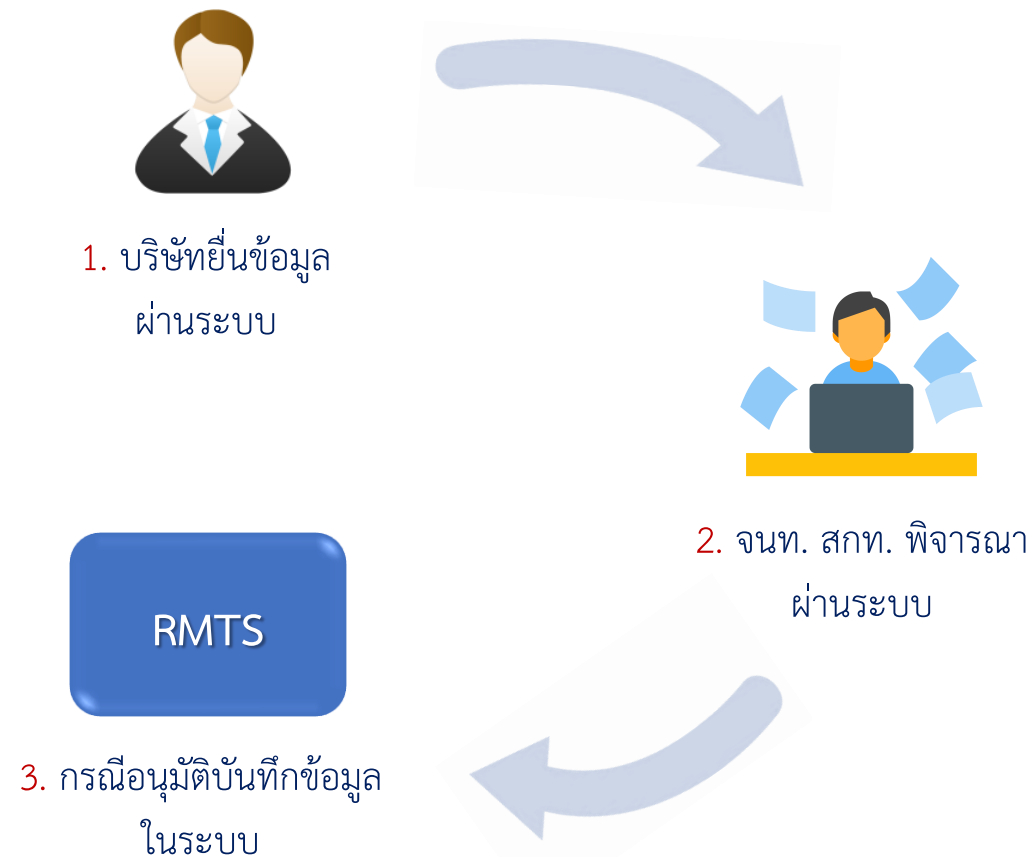 1. บริษัทยื่นข้อมูล
ผ่านระบบ
2. จนท. สกท. พิจารณา
ผ่านระบบ
RMTS
3. กรณีอนุมัติบันทึกข้อมูล
ในระบบ